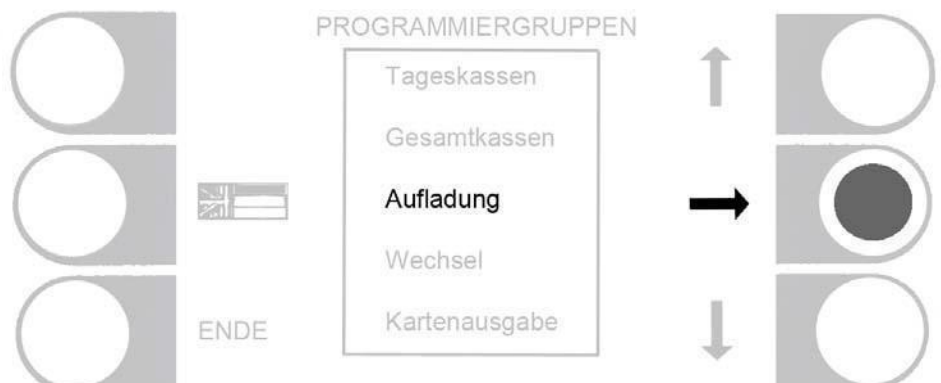 PROGRAMMIERGRUPPEN
Tageskassen
Gesamtkassen
Aufladung
Wechsel
ENDE
Kartenausgabe